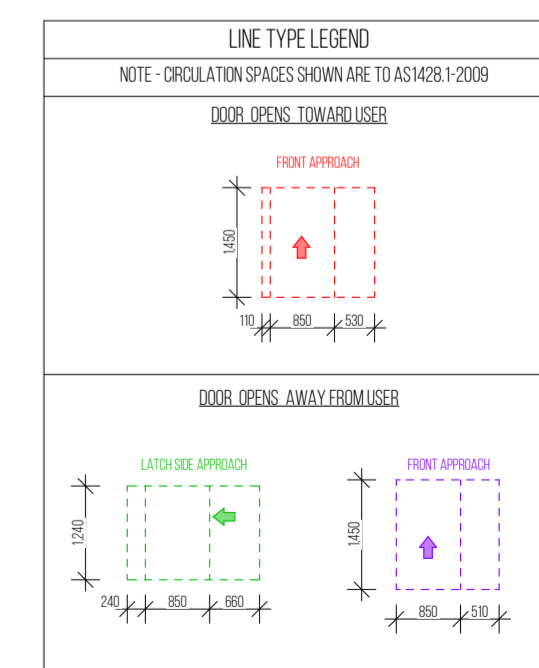 LINE TYPE LEGEND
NOTE - CIRCULATION SPACES SHOWN ARE TO AS1428.1-2009
DOOR OPENS TOWARD USER
FRONT APPROACH
1,450
110 850 530
DOOR OPENS AWAY FROM USER
LATCH SIDE APPROACH
1,240
240 850 660
FRONT APPROACH
1,450
850 510